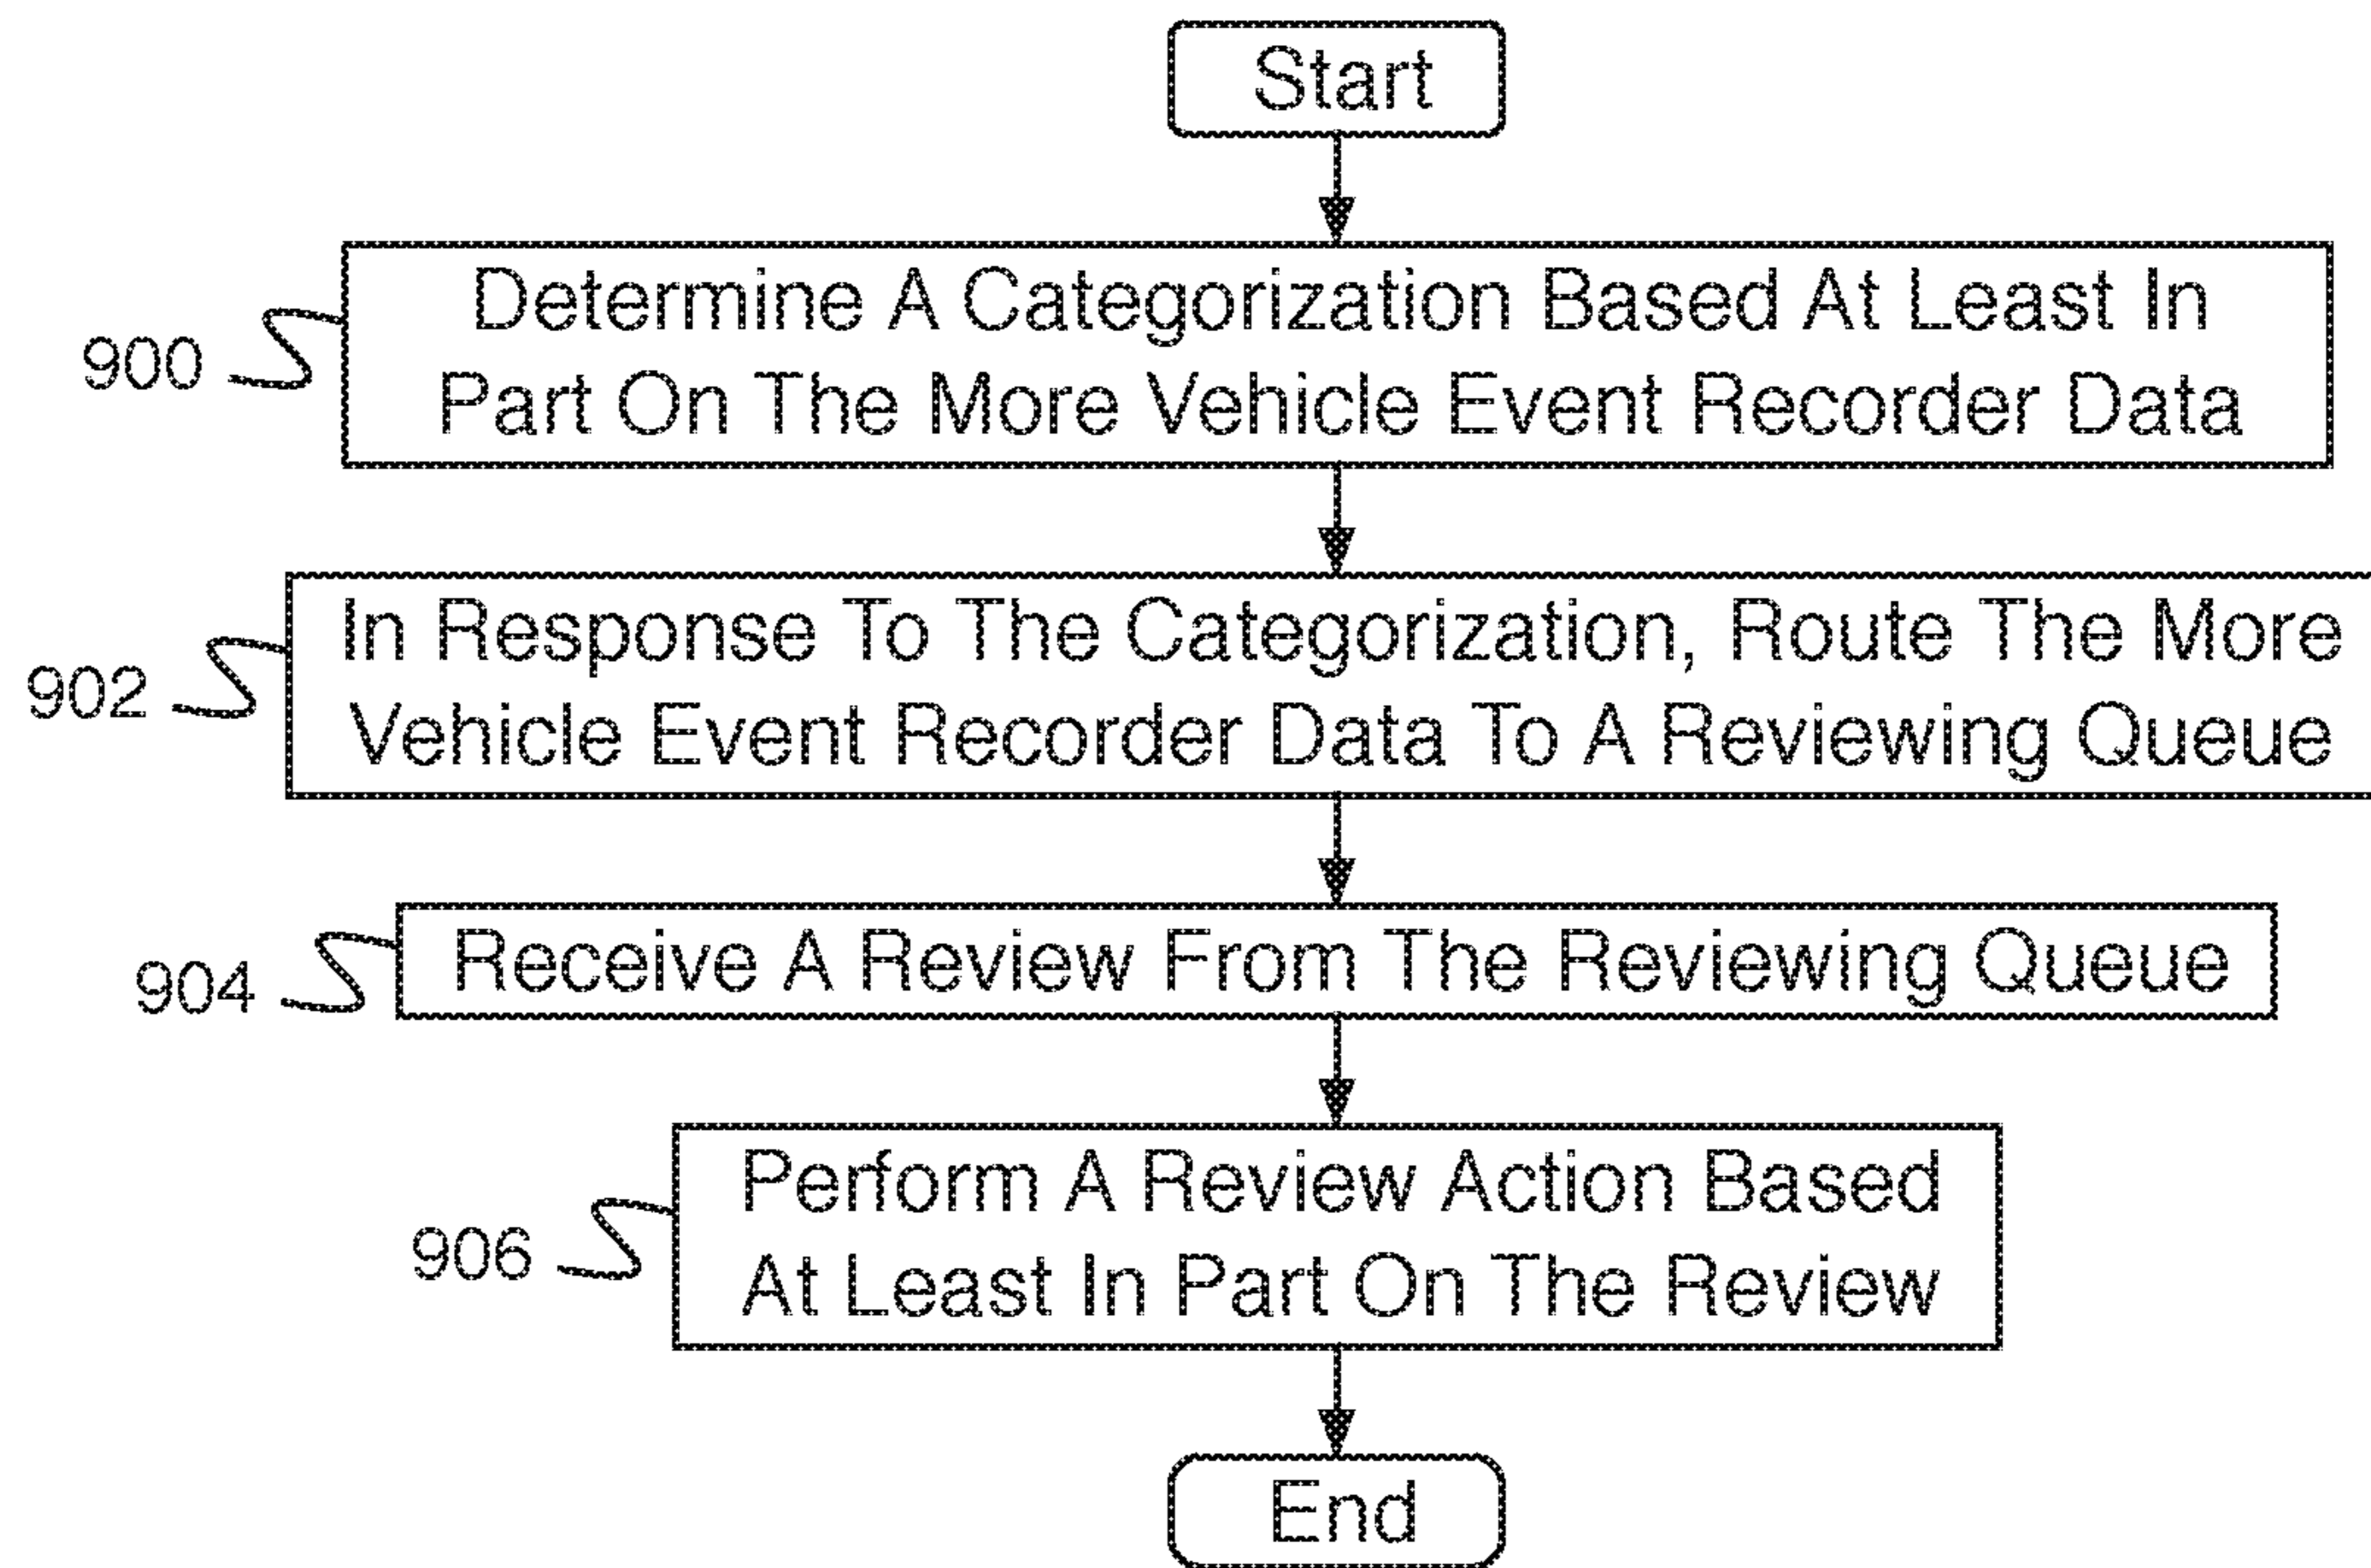 Start
Determine A Categorization Based At Least In
Part On The More Vehicle Event Recorder Data
900
In Response To The Categorization, Route The More
Vehicle Event Recorder Data To A Reviewing Queue
902
Receive A Review From The Reviewing Queue
904
Perform A Review Action Based
At Least In Part On The Review
906
End